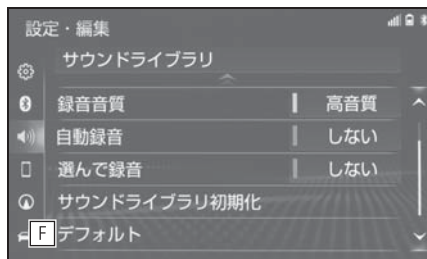 設定・編集
サウンドライブラリ
録音音質 高音質
自動録音 しない
選んで録音 しない
サウンドライブラリ初期化
F デフォルト